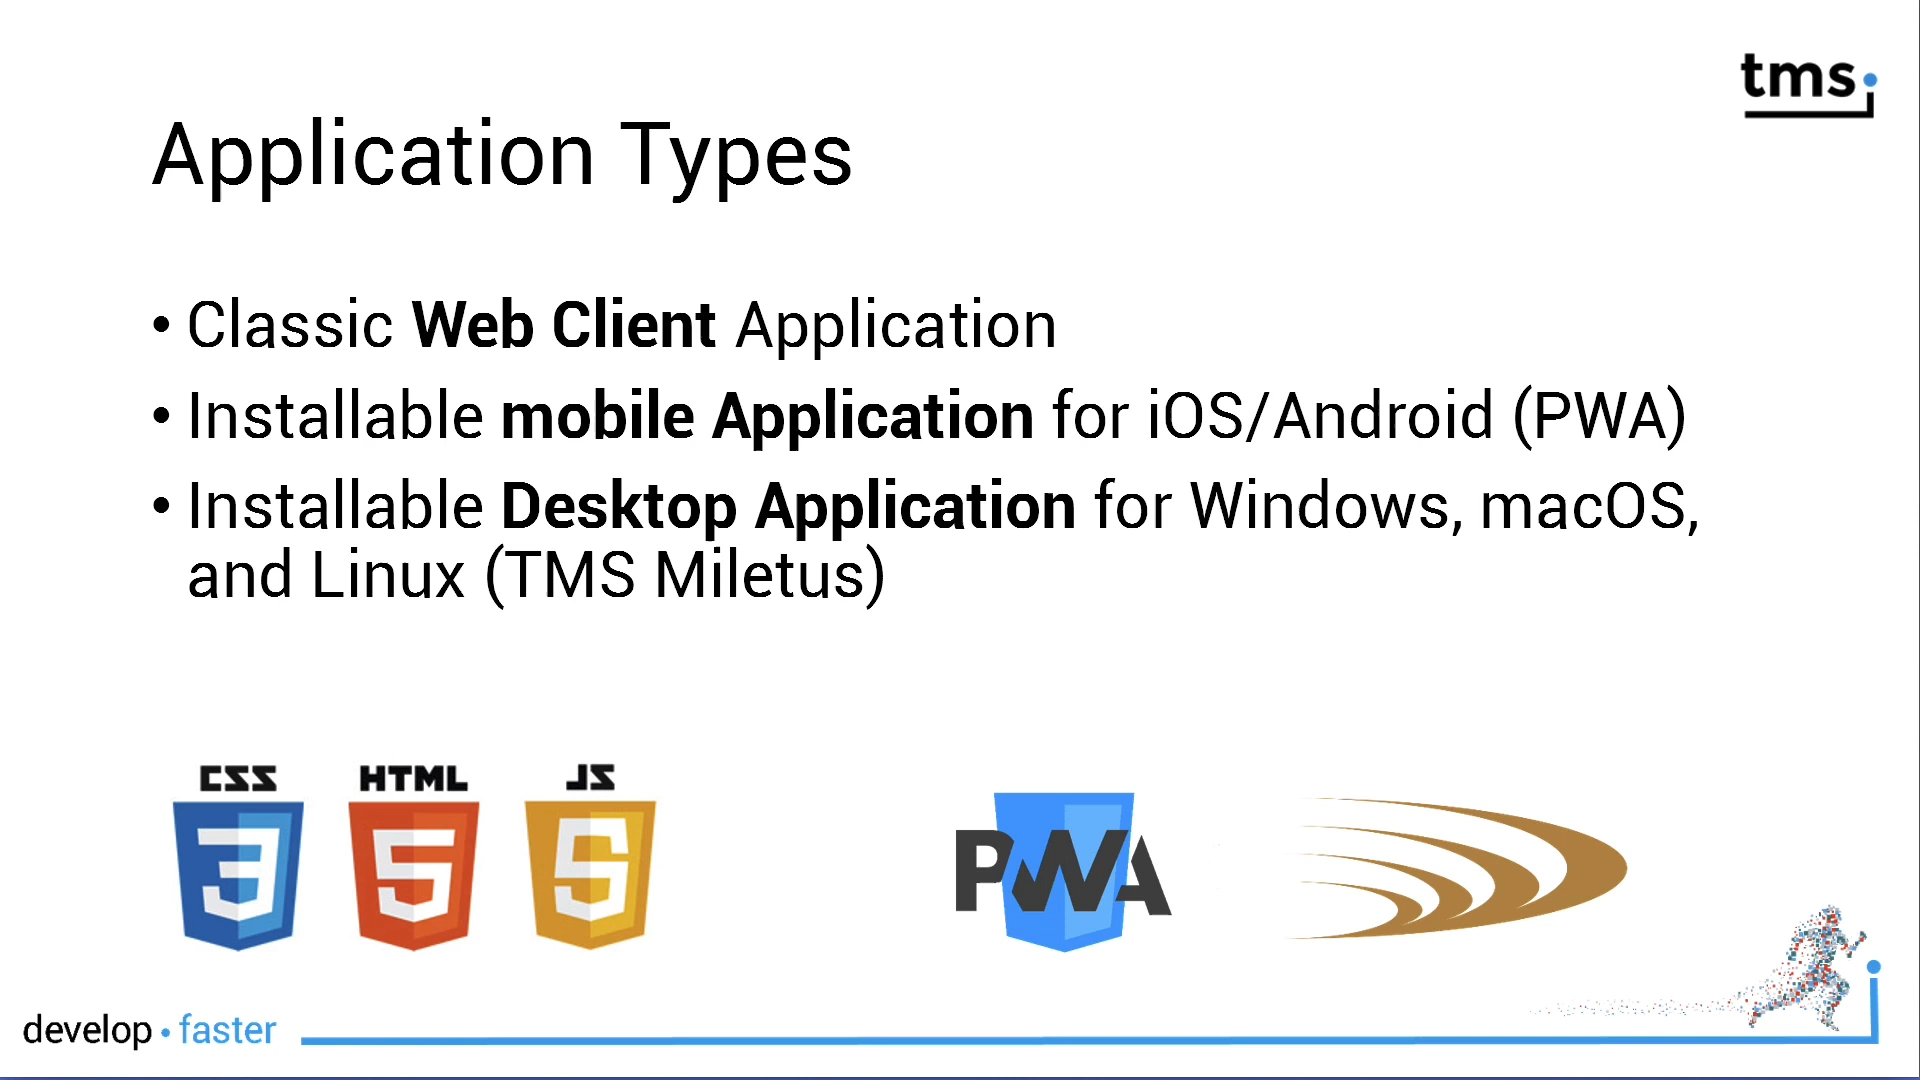 tms
Application Types
• Classic Web Client Application
• Installable mobile Application for iOS/Android (PWA)
• Installable Desktop Application for Windows, macOS,
and Linux (TMS Miletus)
CSS HTML JS
3 5 5
PWA
develop • faster